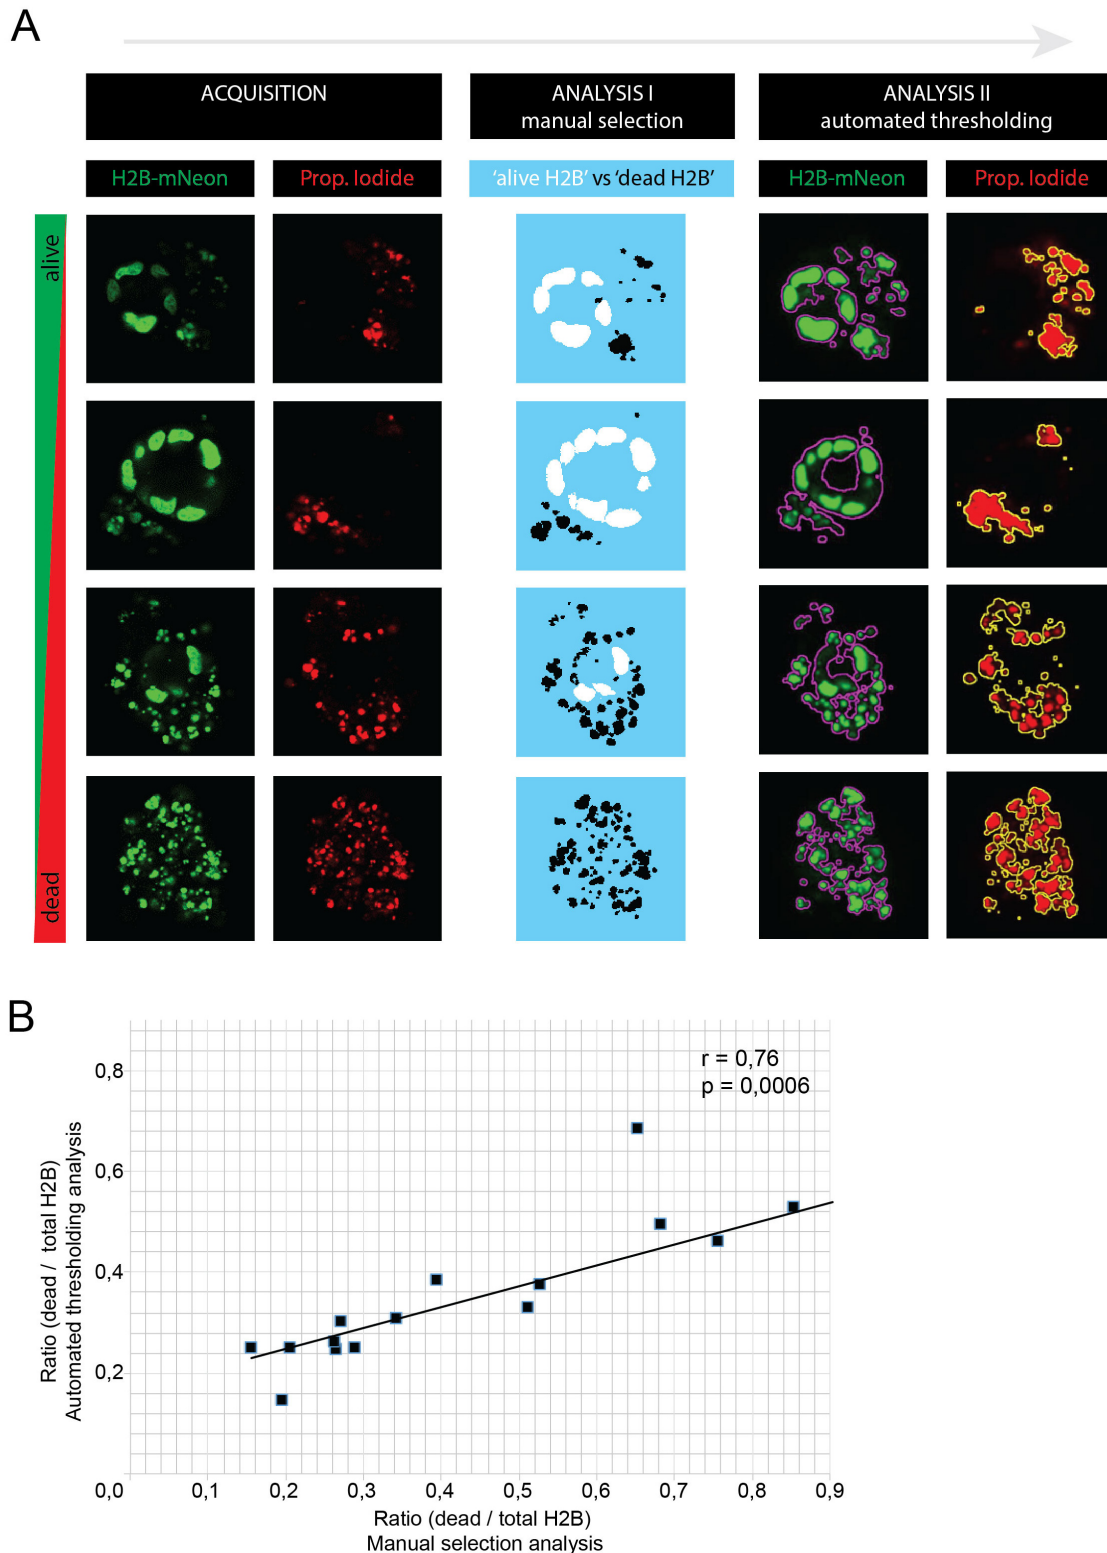 A
ACQUISITION
ANALYSIS I
manual selection
ANALYSIS II
automated thresholding
H2B-mNeon
Prop. Iodide
'alive H2B' vs 'dead H2B'
H2B-mNeon
Prop. Iodide
alive
dead
B
r = 0,76
p = 0,0006
Ratio (dead / total H2B)
Automated thresholding analysis
0,8
0,6
0,4
0,2
0,0
0,1
0,2
0,3
0,4
0,5
0,6
0,7
0,8
0,9
Ratio (dead / total H2B)
Manual selection analysis